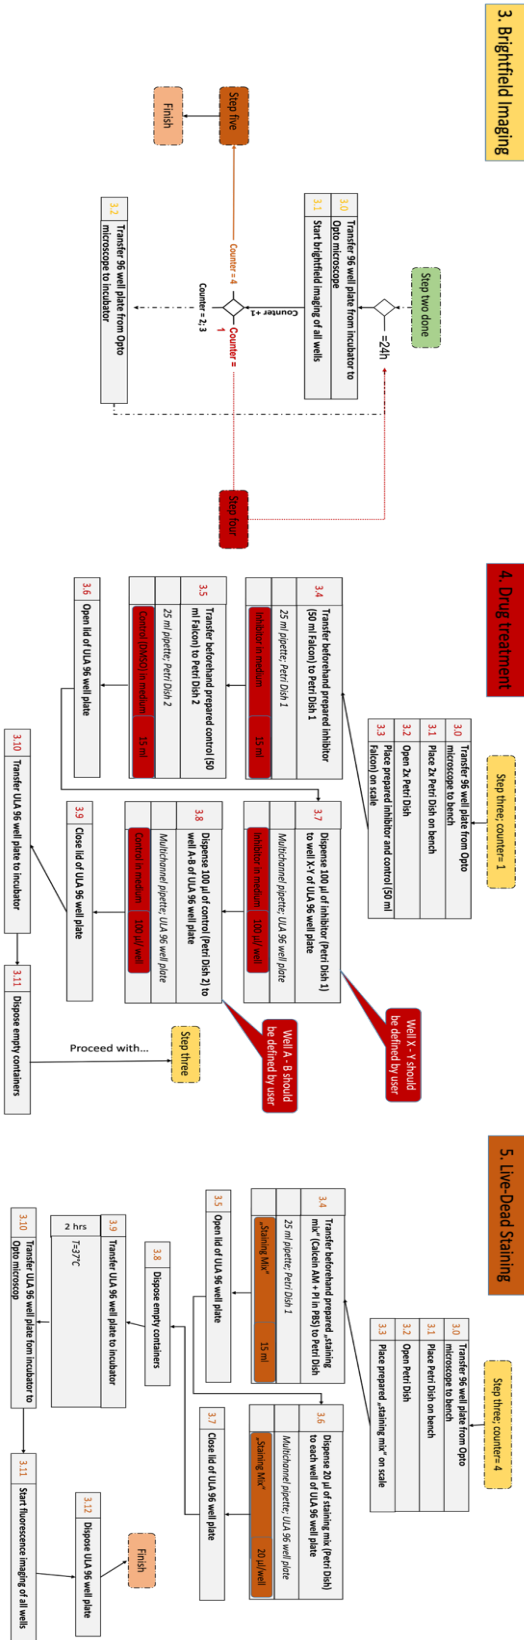 3. Brightfield Imaging
Step two done
=24h
3.0
Transfer 96 well plate from incubator to
Opto microscope
3.1
Start brightfield imaging of all wells
Counter +1
Counter = 4
Counter =
1
Counter = 2; 3
Step five
Finish
3.2
Transfer 96 well plate from Opto
microscope to incubator
Step four
4. Drug treatment
Step three; counter= 1
3.0
Transfer 96 well plate from Opto
microscope to bench
3.1
Place 2x Petri Dish on bench
3.2
Open 2x Petri Dish
3.3
Place prepared inhibitor and control (50 ml
Falcon) on scale
3.4
Transfer beforehand prepared inhibitor
(50 ml Falcon) to Petri Dish 1
25 ml pipette; Petri Dish 1
Inhibitor in medium
15 ml
3.5
Transfer beforehand prepared control (50
ml Falcon) to Petri Dish 2
25 ml pipette; Petri Dish 2
Control (DMSO) in medium
15 ml
3.6
Open lid of ULA 96 well plate
3.7
Dispense 100 µl of inhibitor (Petri Dish 1)
to well X-Y of ULA 96 well plate
Multichannel pipette; ULA 96 well plate
Inhibitor in medium
100 µl/ well
Well X - Y should
be defined by user
3.8
Dispense 100 µl of control (Petri Dish 2) to
well A-B of ULA 96 well plate
Multichannel pipette; ULA 96 well plate
Control in medium
100 µl/ well
Well A - B should
be defined by user
3.9
Close lid of ULA 96 well plate
3.10
Transfer ULA 96 well plate to incubator
3.11
Dispose empty containers
Proceed with...
Step three
5. Live-Dead Staining
Step three; counter= 4
3.0
Transfer 96 well plate from Opto
microscope to bench
3.1
Place Petri Dish on bench
3.2
Open Petri Dish
3.3
Place prepared „staining mix“ on scale
3.4
Transfer beforehand prepared „staining
mix“ (Calcein AM + PI in PBS) to Petri Dish
25 ml pipette; Petri Dish 1
„Staining Mix“
15 ml
3.5
Open lid of ULA 96 well plate
3.6
Dispense 20 µl of staining mix (Petri Dish)
to each well of ULA 96 well plate
Multichannel pipette; ULA 96 well plate
„Staining Mix“
20 µl/well
3.7
Close lid of ULA 96 well plate
3.8
Dispose empty containers
3.9
Transfer ULA 96 well plate to incubator
2 hrs
T=37°C
3.10
Transfer ULA 96 well plate fom incubator to
Opto microscop
3.11
Start fluorescence imaging of all wells
3.12
Dispose ULA 96 well plate
Finish